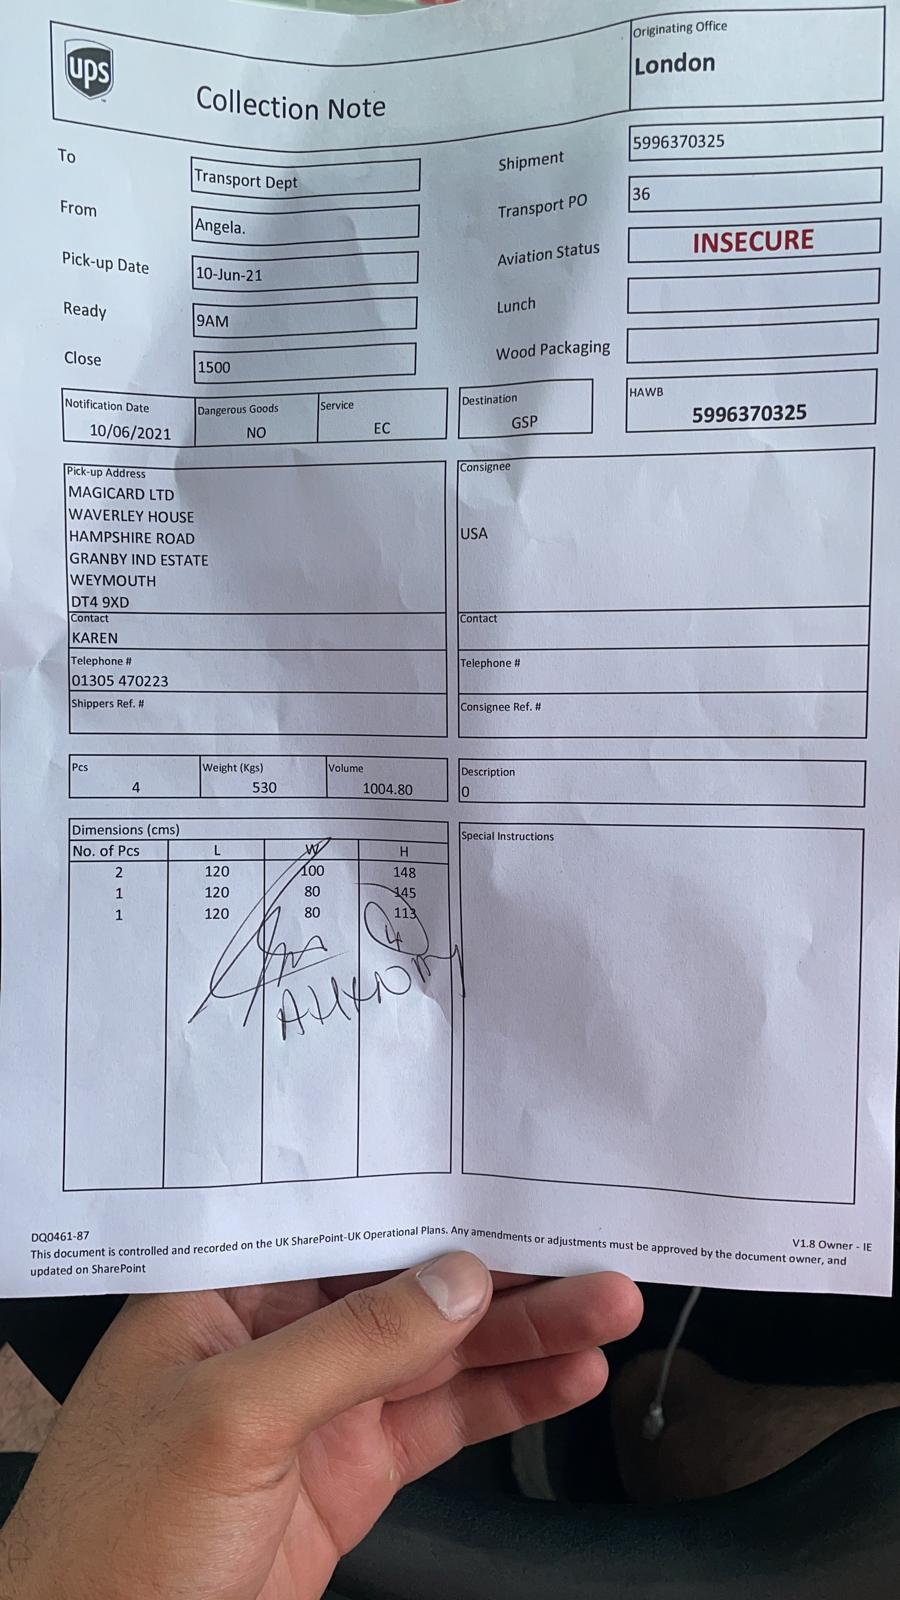 ups
Collection Note
Originating Office
London
To
Transport Dept
From
Angela.
Pick-up Date
10-Jun-21
Ready
9AM
Close
1500
Shipment
5996370325
Transport PO
36
Aviation Status
INSECURE
Lunch
Wood Packaging
Notification Date
10/06/2021
Dangerous Goods
NO
Service
EC
Destination
GSP
HAWB
5996370325
Pick-up Address
MAGICARD LTD
WAVERLEY HOUSE
HAMPSHIRE ROAD
GRANBY IND ESTATE
WEYMOUTH
DT4 9XD
Contact
KAREN
Telephone #
01305 470223
Shippers Ref. #
Consignee
USA
Contact
Telephone #
Consignee Ref. #
Pcs
4
Weight (Kgs)
530
Volume
1004.80
Description
0
Dimensions (cms)
No. of Pcs L W H
2 120 100 148
1 120 80 145
1 120 80 113
4
Special Instructions
DQ0461-87
V1.8 Owner - IE
This document is controlled and recorded on the UK SharePoint-UK Operational Plans. Any amendments or adjustments must be approved by the document owner, and
updated on SharePoint